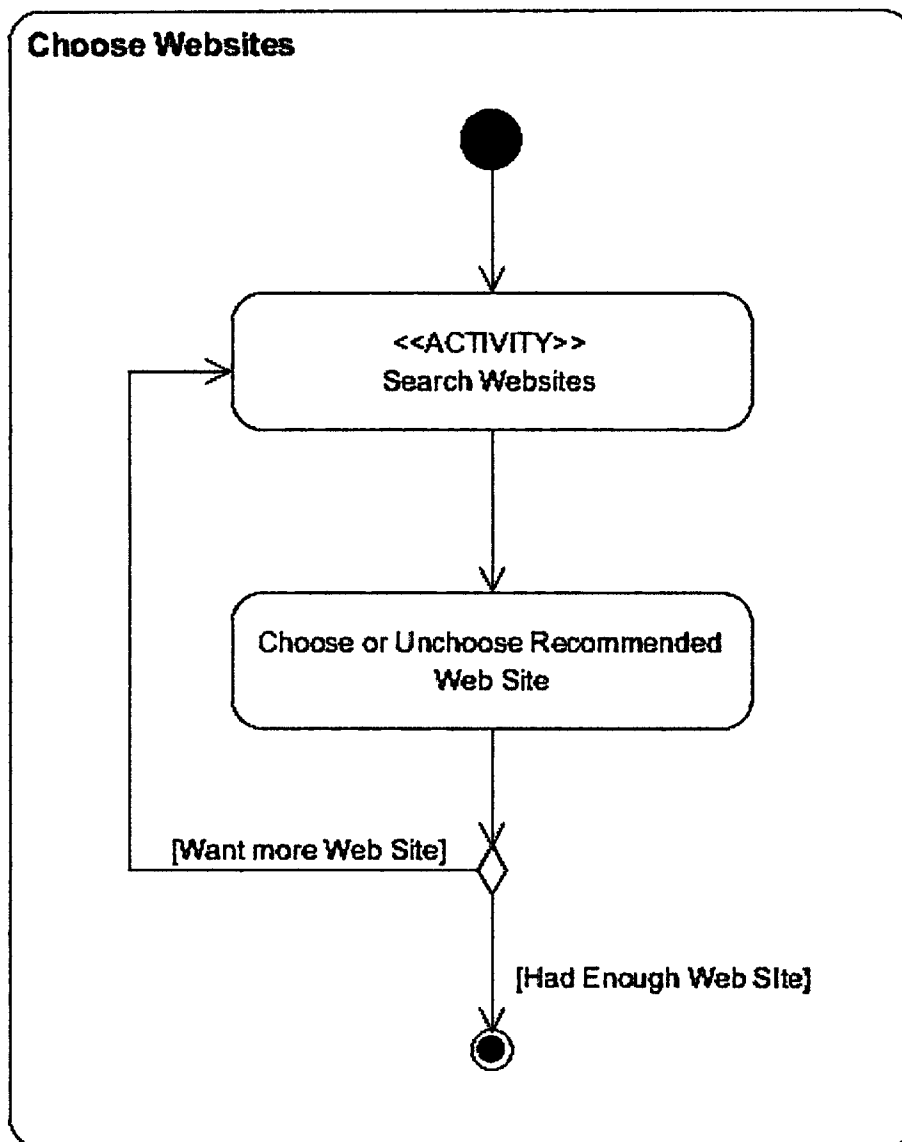 Choose Websites
<<ACTIVITY>>
Search Websites
Choose or Unchoose Recommended
Web Site
[Want more Web Site]
[Had Enough Web SIte]